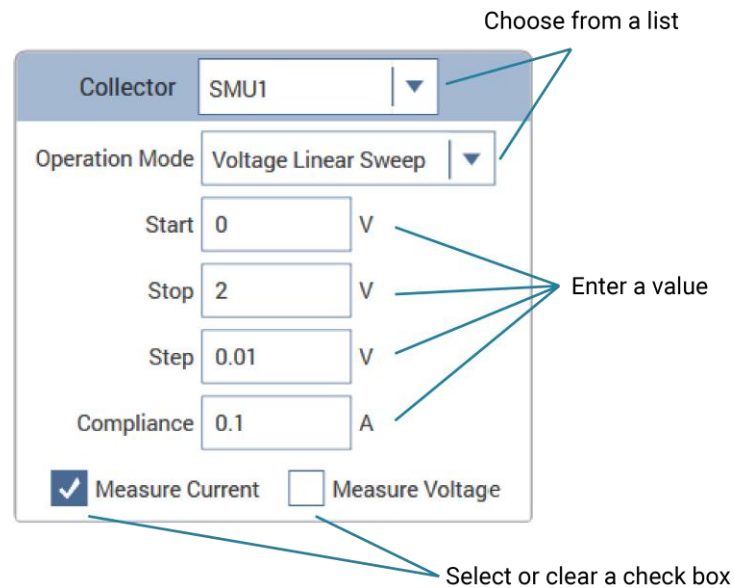 Choose from a list
Collector SMU1
Operation Mode Voltage Linear Sweep
Start 0 V
Stop 2 V
Enter a value
Step 0.01 V
Compliance 0.1 A
Measure Current Measure Voltage
Select or clear a check box